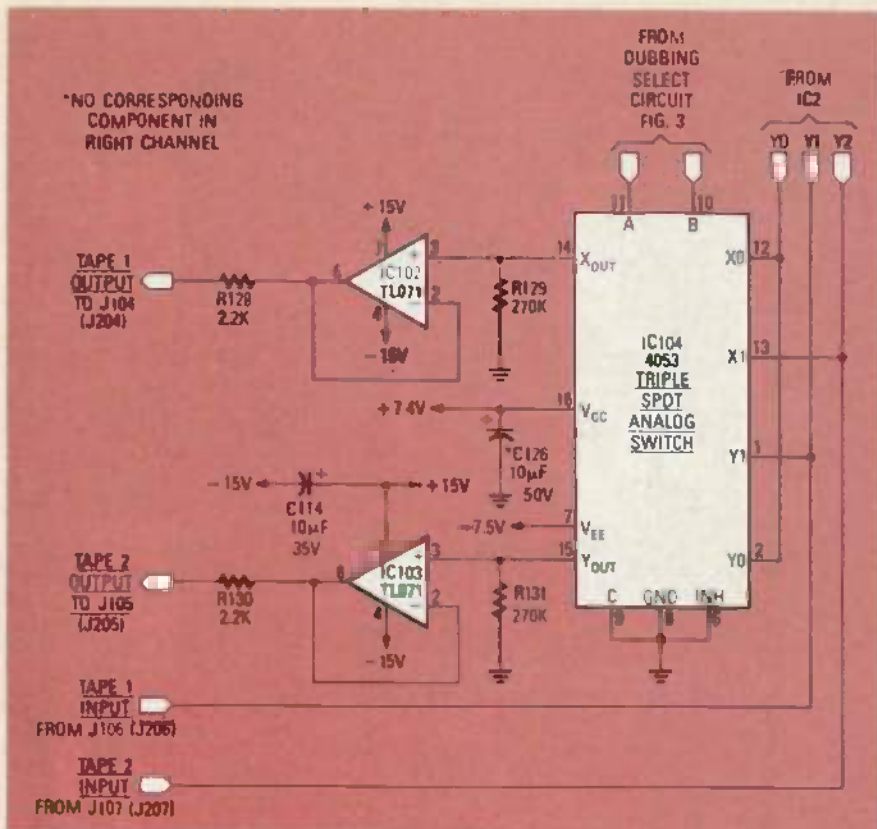 *NO CORRESPONDING
COMPONENT IN
RIGHT CHANNEL
FROM
DUBBING
SELECT
CIRCUIT
FIG. 3
FROM
IC2
Y0 Y1 Y2
11 10
A B
+15V
IC102
TL071
6
2
4
-15V
TAPE 1
OUTPUT
TO J104
(J204)
R128
2.2K
14
XOUT
R129
270K
X0
12
X1
13
IC104
4053
TRIPLE
SPDT
ANALOG
SWITCH
Y1
1
Y0
2
+7.4V
16
VCC
*C126
10µF
50V
7
VEE
-7.5V
15
YOUT
-15V
+15V
C114
10µF
35V
TAPE 2
OUTPUT
TO J105
(J205)
R130
2.2K
6
IC103
TL071
3
+
2
−
4
-15V
R131
270K
C GND INH
TAPE 1
INPUT
FROM J106 (J206)
TAPE 2
INPUT
FROM J107 (J207)